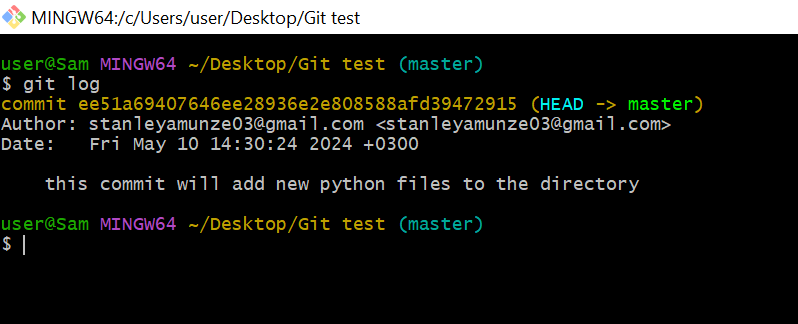 MINGW64:/c/Users/user/Desktop/Git test
user@Sam MINGW64 ~/Desktop/Git test (master)
$ git log
commit ee51a69407646ee28936e2e808588afd39472915 (HEAD -> master)
Author: stanleyamunze03@gmail.com <stanleyamunze03@gmail.com>
Date:   Fri May 10 14:30:24 2024 +0300
    this commit will add new python files to the directory
user@Sam MINGW64 ~/Desktop/Git test (master)
$